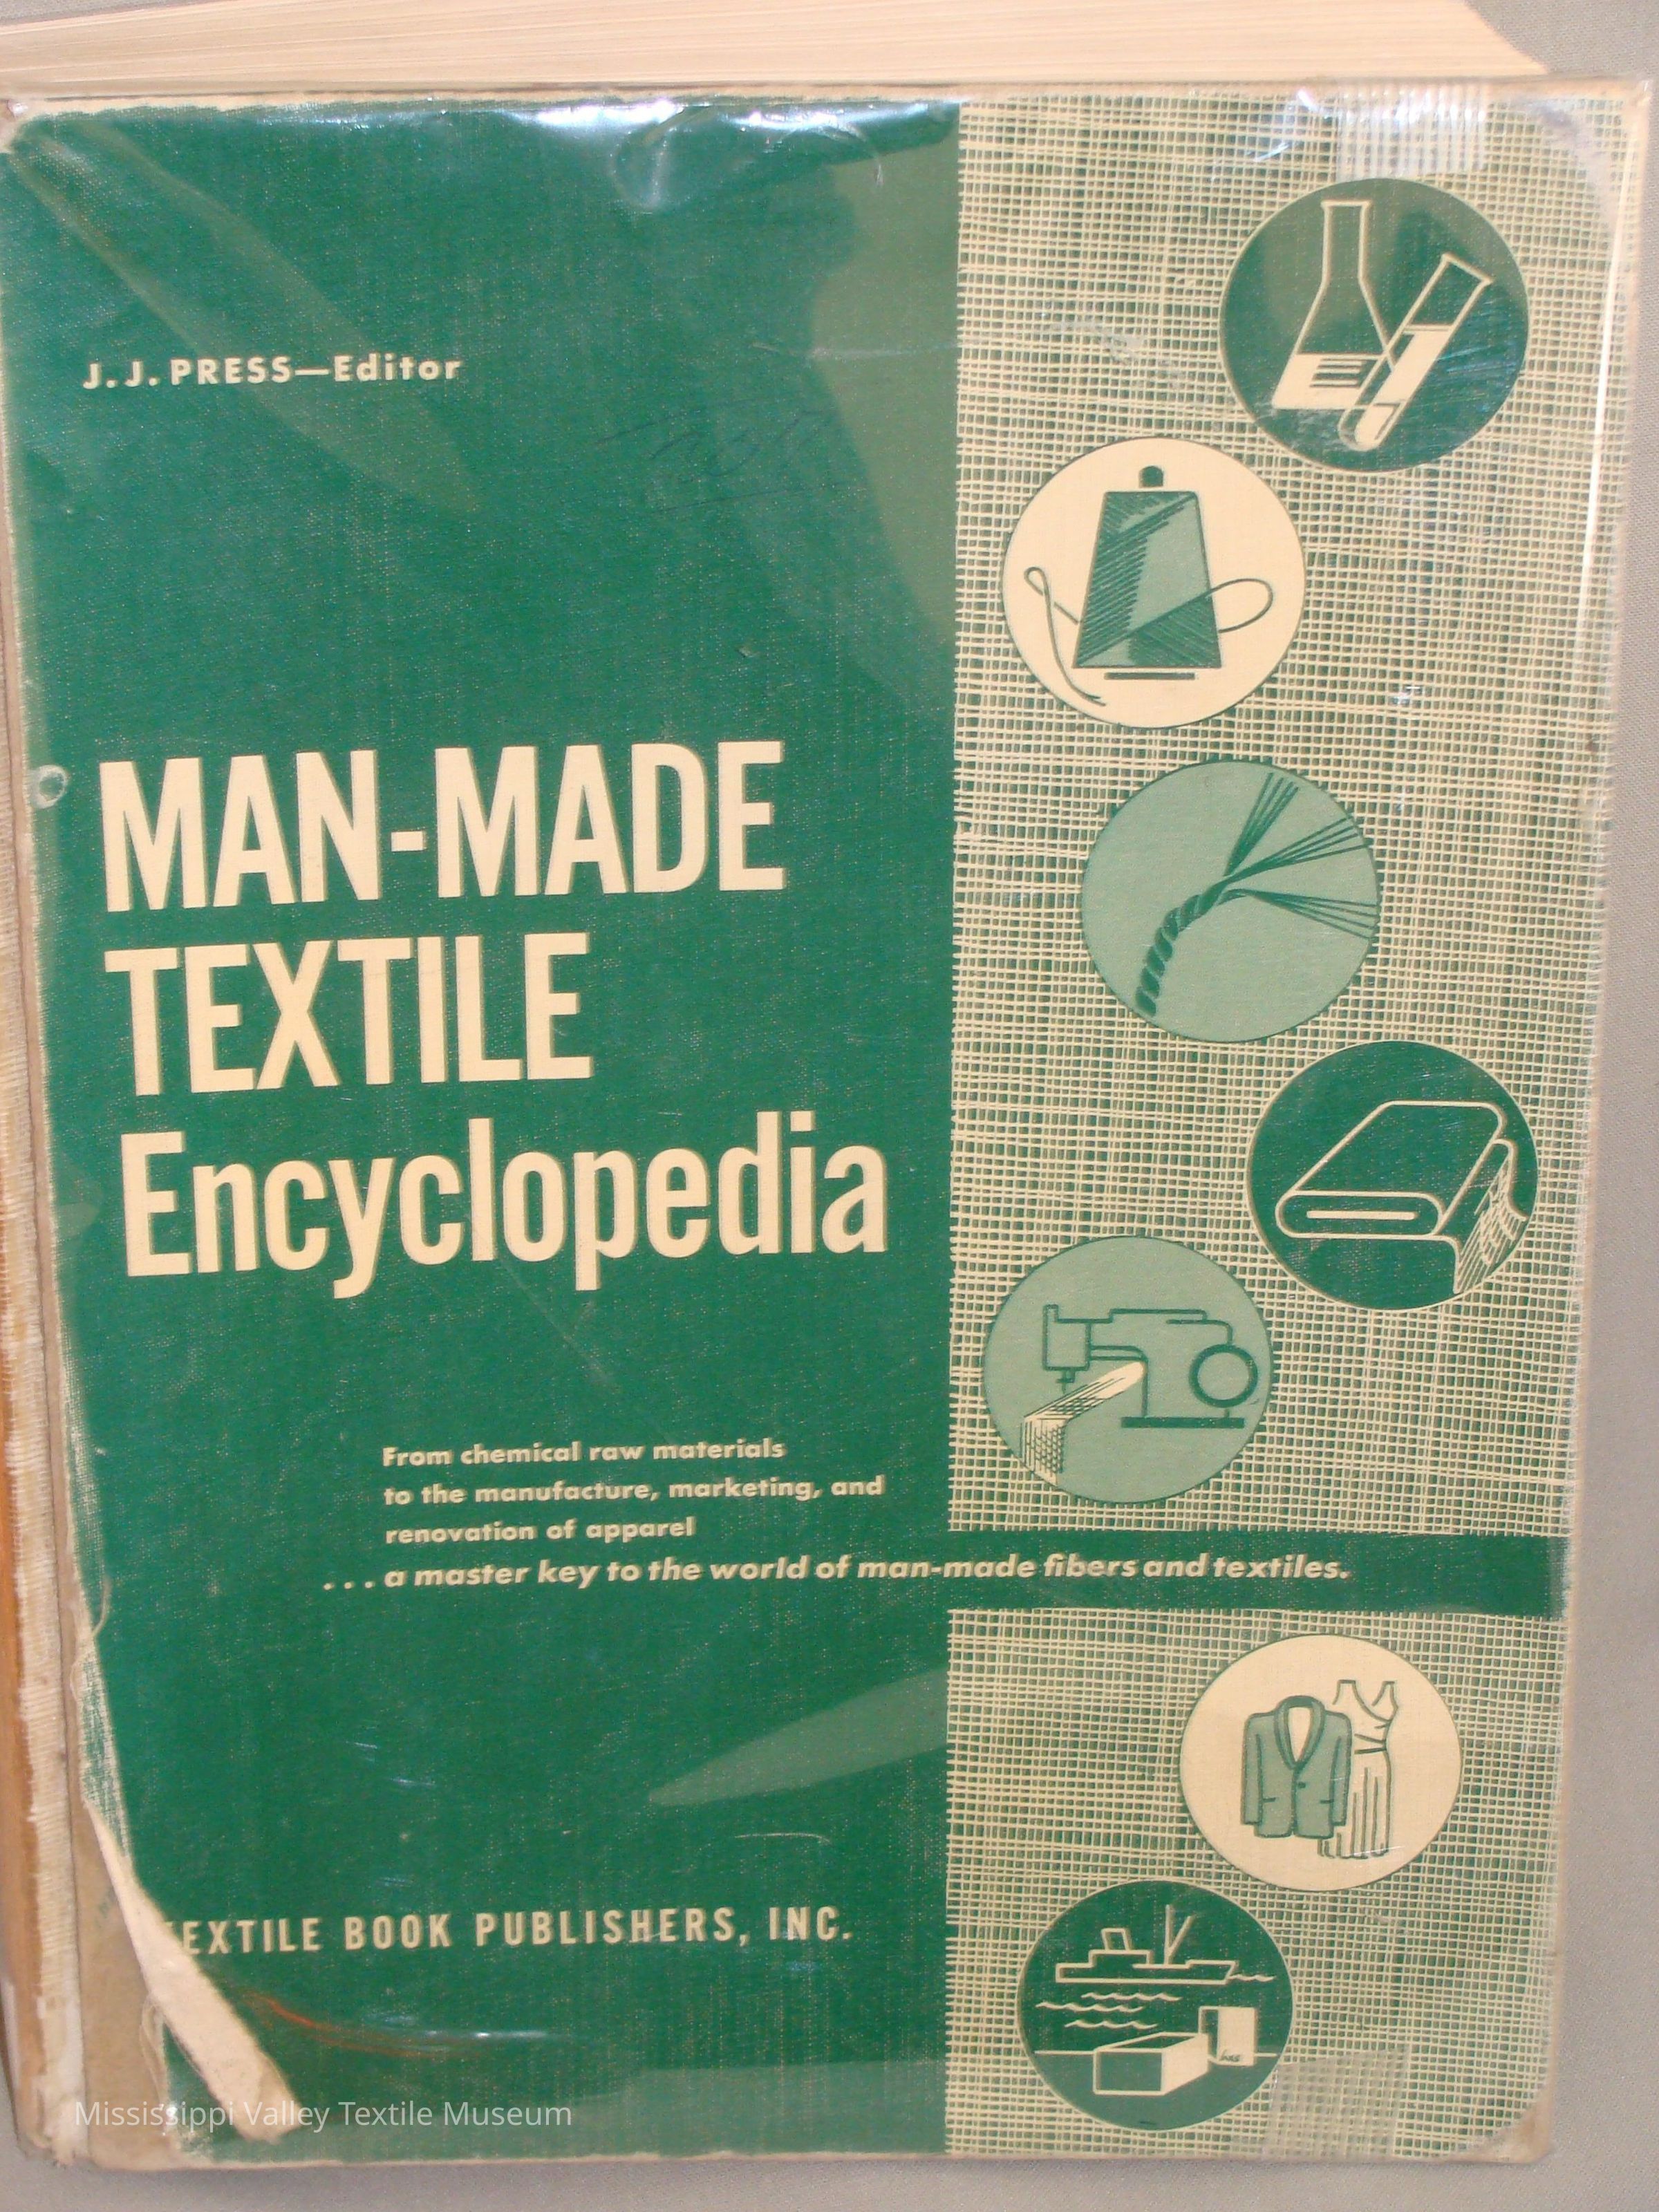 J. J. PRESS—Editor
MAN-MADE
TEXTILE
Encyclopedia
From chemical raw materials
to the manufacture, marketing, and
renovation of apparel
... a master key to the world of man-made fibers and textiles.
EXTILE BOOK PUBLISHERS, INC.
Mississippi Valley Textile Museum